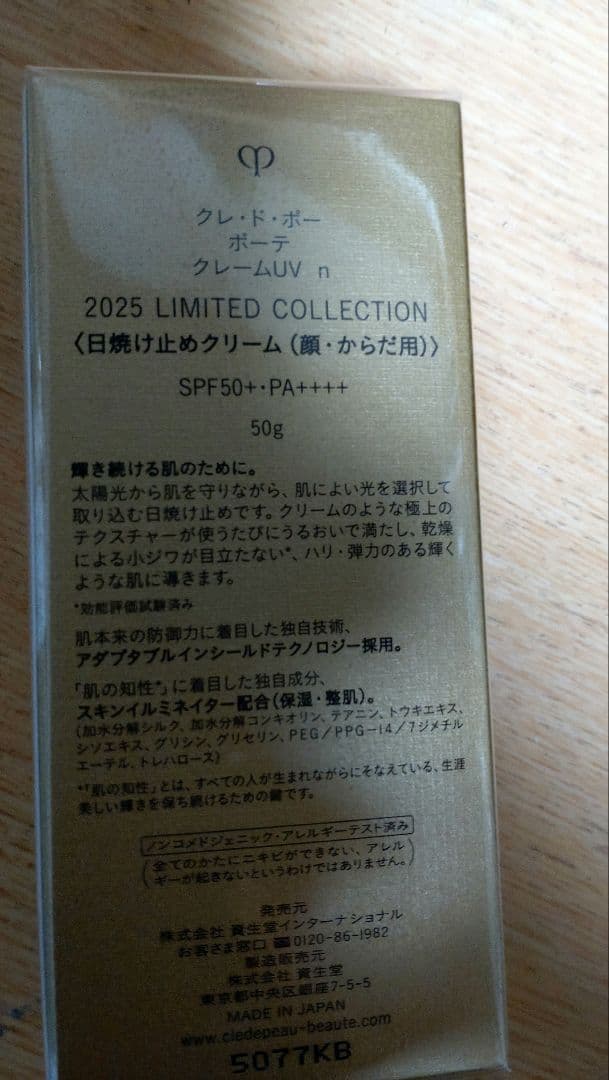 クレ・ド・ポー
ボーテ
クレームUV n
2025 LIMITED COLLECTION
〈日焼け止めクリーム（顔・からだ用）〉
SPF50+・PA++++
50g
輝き続ける肌のために。
太陽光から肌を守りながら、肌によい光を選択して
取り込む日焼け止めです。クリームのような極上の
テクスチャーが使うたびにうるおいで満たし、乾燥
による小ジワが目立たない*、ハリ・弾力のある輝く
ような肌に導きます。
*効能評価試験済み
肌本来の防御力に着目した独自技術、
アダプタブルインシールドテクノロジー採用。
「肌の知性*」に着目した独自成分、
スキンイルミネイター配合（保湿・整肌）。
（加水分解シルク、加水分解コンキオリン、テアニン、トウキエキス、
シソエキス、グリシン、グリセリン、PEG/PPG-14/7ジメチル
エーテル、トレハロース）
*「肌の知性」とは、すべての人が生まれながらにそなえている、生涯
美しい輝きを保ち続けるための鍵です。
ノンコメドジェニック・アレルギーテスト済み
（全てのかたにニキビができない、アレル
ギーが起きないというわけではありません。）
発売元
株式会社 資生堂インターナショナル
お客さま窓口 ☎0120-86-1982
製造販売元
株式会社 資生堂
東京都中央区銀座7-5-5
MADE IN JAPAN
www.cledepeau-beaute.com
5077KB